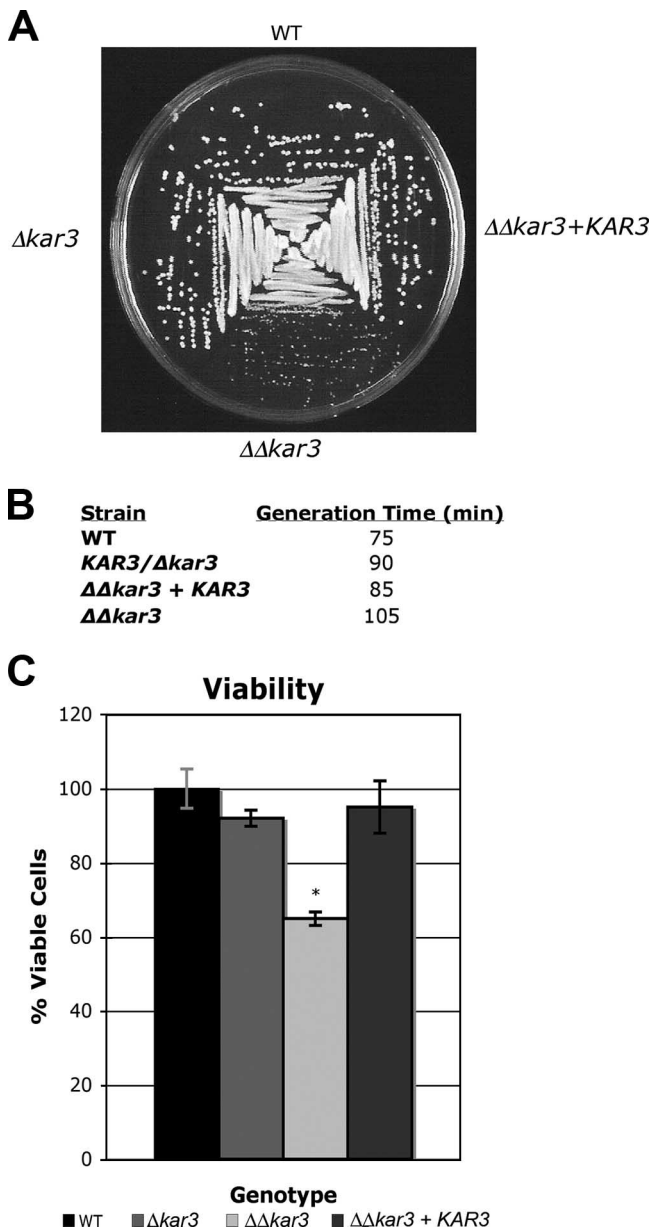 A
WT
Δkar3
ΔΔkar3+KAR3
ΔΔkar3
B
Strain Generation Time (min)
WT 75
KAR3/Δkar3 90
ΔΔkar3 + KAR3 85
ΔΔkar3 105
C
Viability
120
100
80
60
40
20
0
*
% Viable Cells
Genotype
WT Δkar3 ΔΔkar3 ΔΔkar3 + KAR3